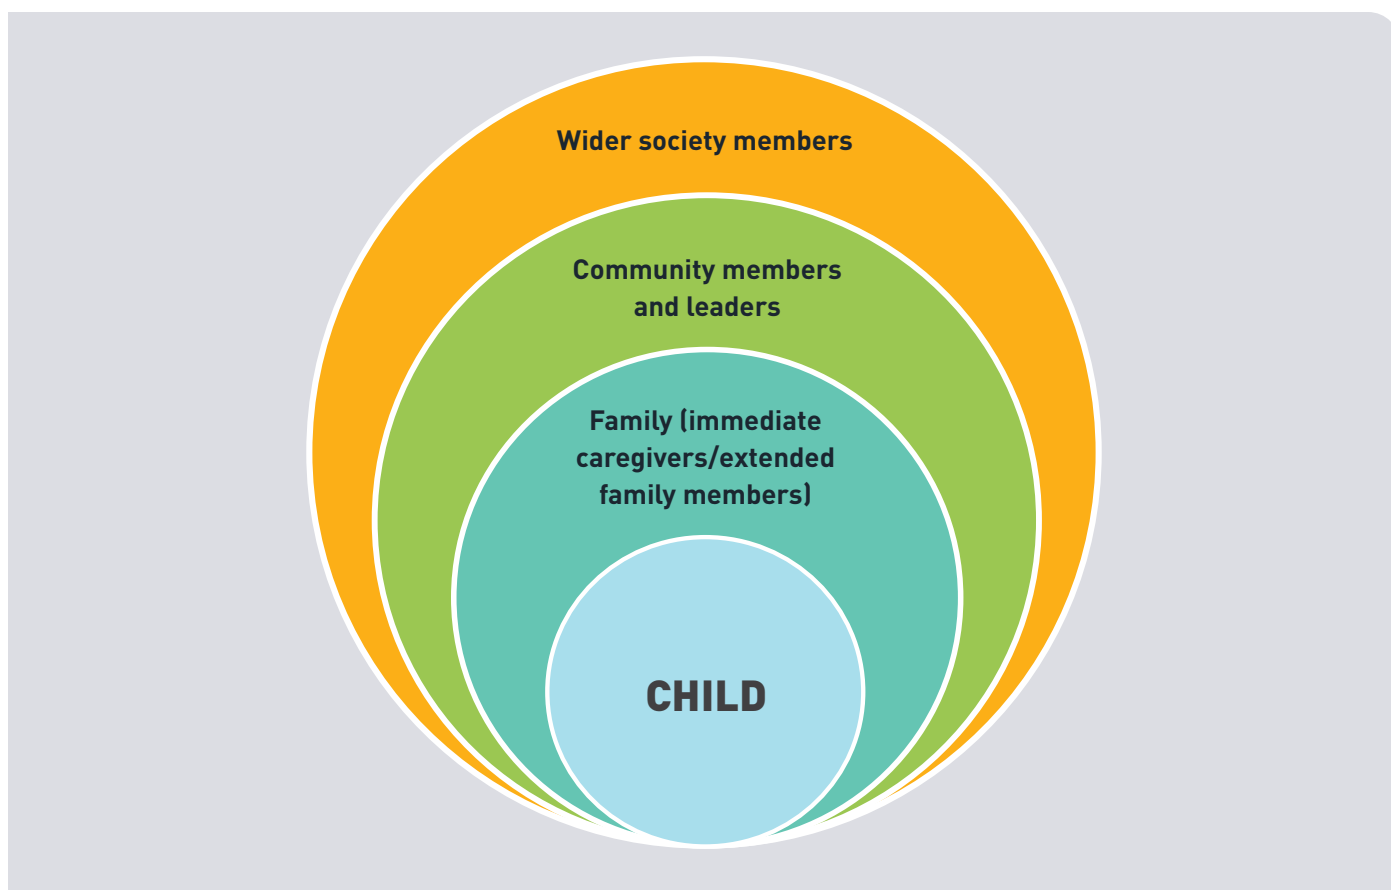 Wider society members
Community members
and leaders
Family (immediate
caregivers/extended
family members)
CHILD